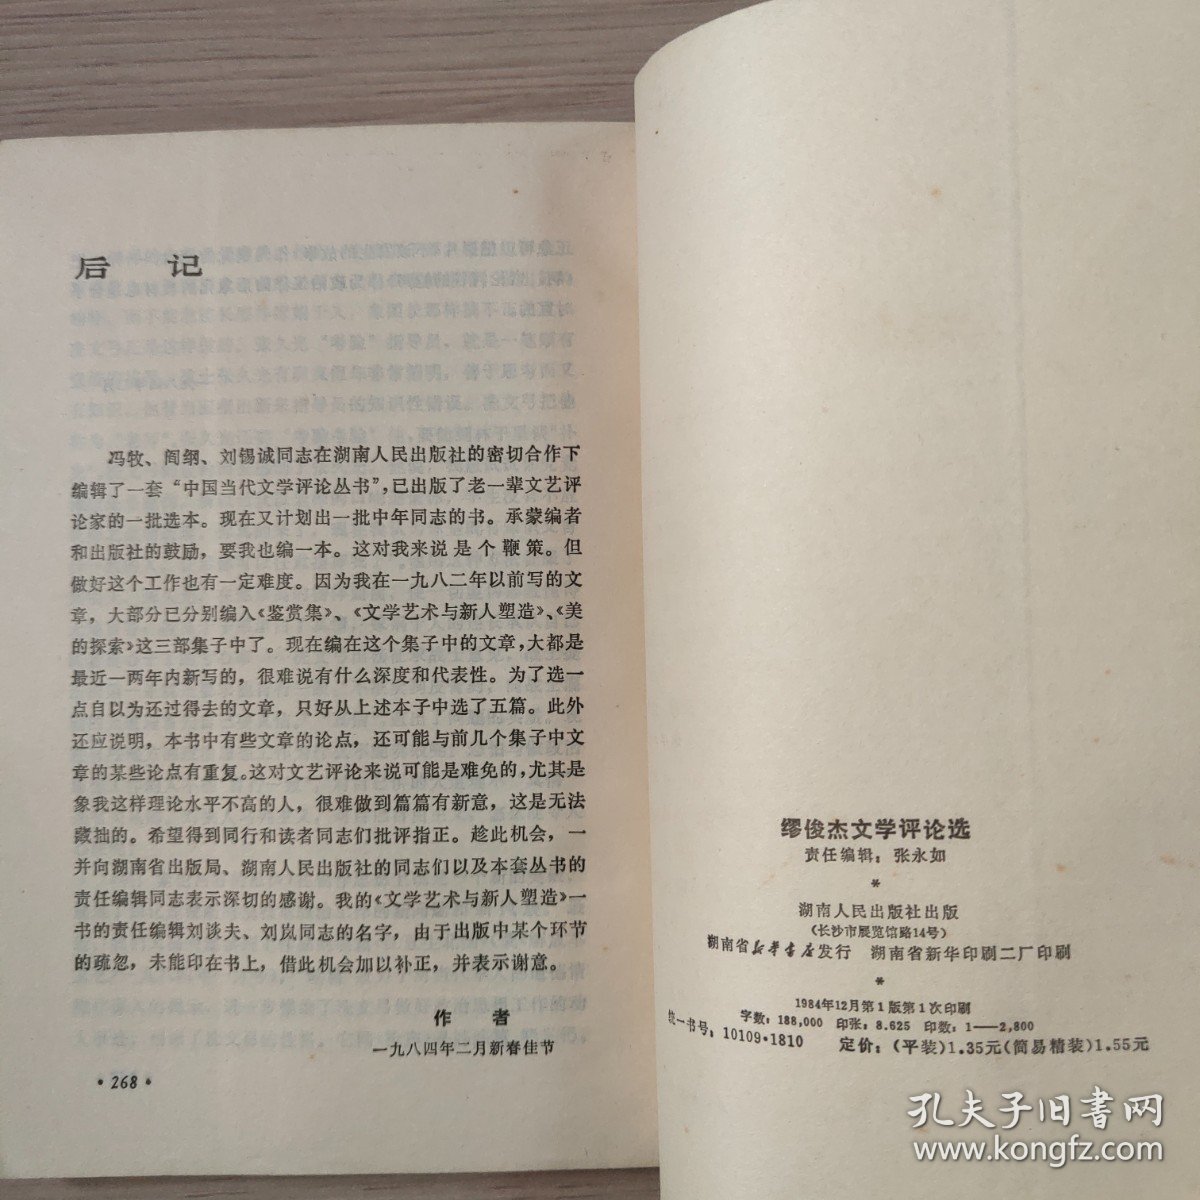 后　记
冯牧、阎纲、刘锡诚同志在湖南人民出版社的密切合作下
编辑了一套“中国当代文学评论丛书”，已出版了老一辈文艺评
论家的一批选本。现在又计划出一批中年同志的书。承蒙编者
和出版社的鼓励，要我也编一本。这对我来说是个鞭策。但
做好这个工作也有一定难度。因为我在一九八二年以前写的文
章，大部分已分别编入《鉴赏集》、《文学艺术与新人塑造》、《美
的探索》这三部集子中了。现在编在这个集子中的文章，大都是
最近一两年内新写的，很难说有什么深度和代表性。为了选一
点自以为还过得去的文章，只好从上述本子中选了五篇。此外
还应说明，本书中有些文章的论点，还可能与前几个集子中文
章的某些论点有重复。这对文艺评论来说可能是难免的，尤其是
象我这样理论水平不高的人，很难做到篇篇有新意，这是无法
藏拙的。希望得到同行和读者同志们批评指正。趁此机会，一
并向湖南省出版局、湖南人民出版社的同志们以及本套丛书的
责任编辑同志表示深切的感谢。我的《文学艺术与新人塑造》一
书的责任编辑刘谈夫、刘岚同志的名字，由于出版中某个环节
的疏忽，未能印在书上，借此机会加以补正，并表示谢意。
作　者
一九八四年二月新春佳节
·268·
缪俊杰文学评论选
责任编辑：张永如
*
湖南人民出版社出版
（长沙市展览馆路14号）
湖南省新华书店发行　湖南省新华印刷二厂印刷
*
1984年12月第1版第1次印刷
字数：188,000　印张：8.625　印数：1——2,800
统一书号：10109·1810　定价：（平装）1.35元（简易精装）1.55元
孔夫子旧书网
www.kongfz.com